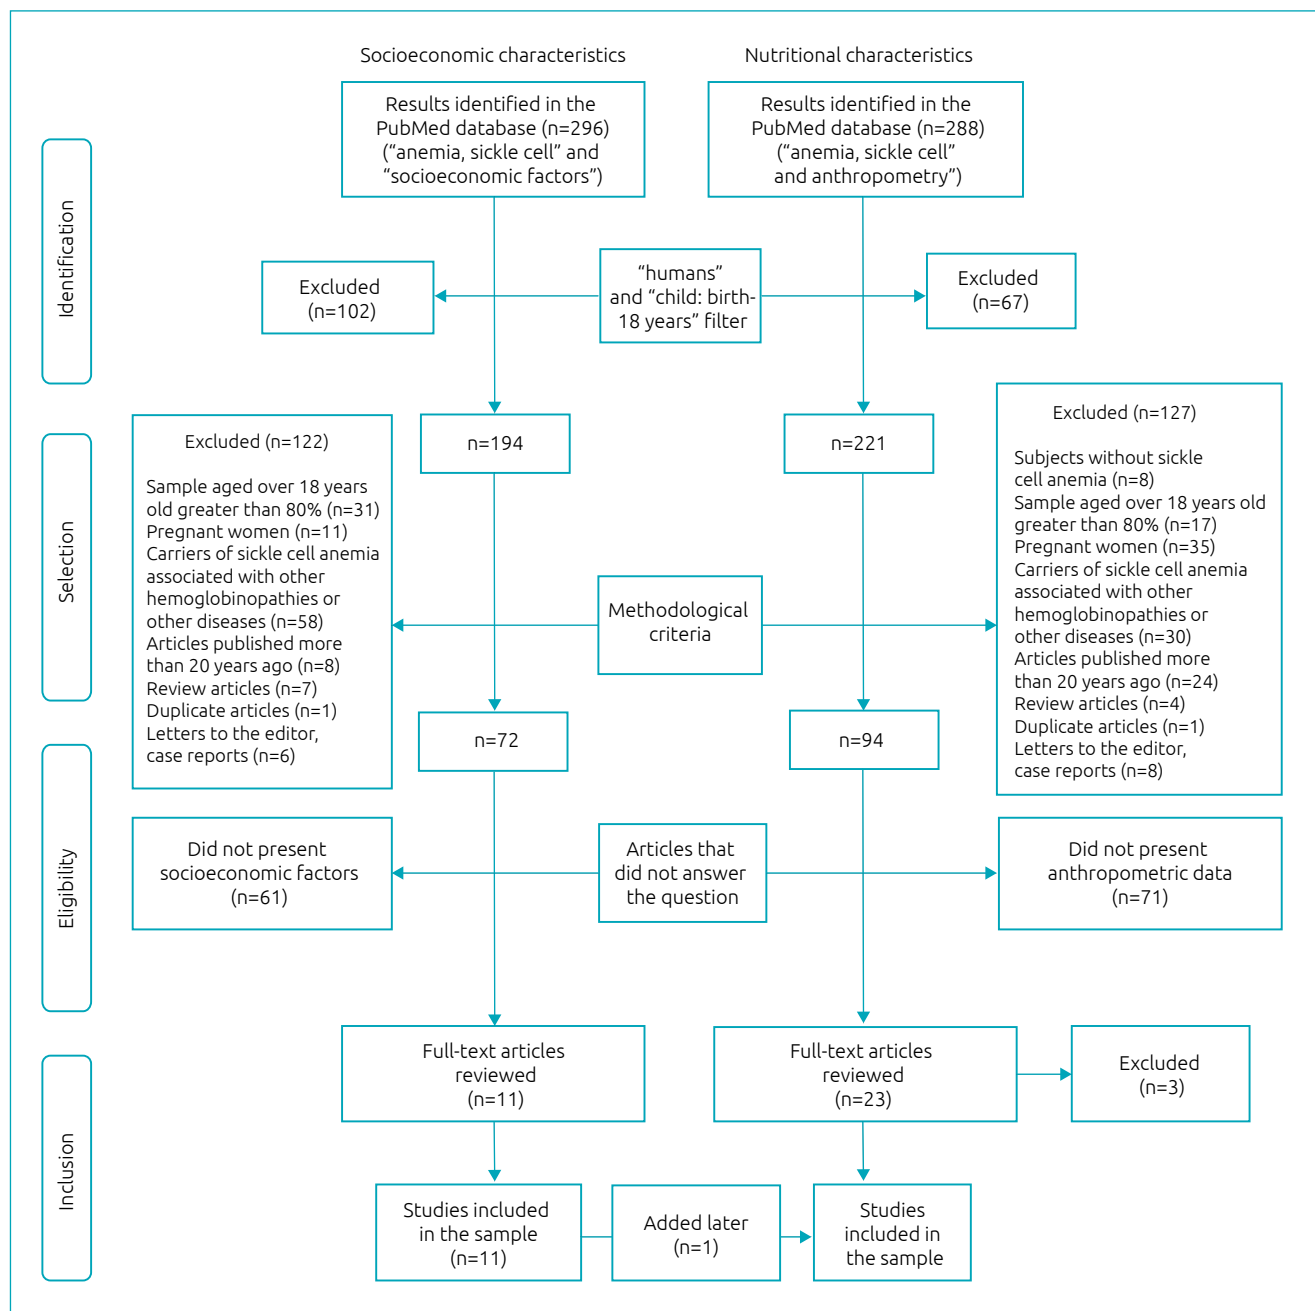 Socioeconomic characteristics
Nutritional characteristics
Identification
Results identified in the
PubMed database (n=296)
(“anemia, sickle cell” and
“socioeconomic factors”)
Results identified in the
PubMed database (n=288)
(“anemia, sickle cell”
and anthropometry”)
Excluded
(n=102)
“humans”
and “child: birth-
18 years” filter
Excluded
(n=67)
Selection
n=194
n=221
Excluded (n=122)
Sample aged over 18 years
old greater than 80% (n=31)
Pregnant women (n=11)
Carriers of sickle cell anemia
associated with other
hemoglobinopathies or
other diseases (n=58)
Articles published more
than 20 years ago (n=8)
Review articles (n=7)
Duplicate articles (n=1)
Letters to the editor,
case reports (n=6)
Methodological
criteria
Excluded (n=127)
Subjects without sickle
cell anemia (n=8)
Sample aged over 18 years old
greater than 80% (n=17)
Pregnant women (n=35)
Carriers of sickle cell anemia
associated with other
hemoglobinopathies or
other diseases (n=30)
Articles published more
than 20 years ago (n=24)
Review articles (n=4)
Duplicate articles (n=1)
Letters to the editor,
case reports (n=8)
n=72
n=94
Eligibility
Did not present
socioeconomic factors
(n=61)
Articles that
did not answer
the question
Did not present
anthropometric data
(n=71)
Inclusion
Full-text articles
reviewed
(n=11)
Full-text articles
reviewed
(n=23)
Excluded
(n=3)
Studies included
in the sample
(n=11)
Added later
(n=1)
Studies
included in
the sample